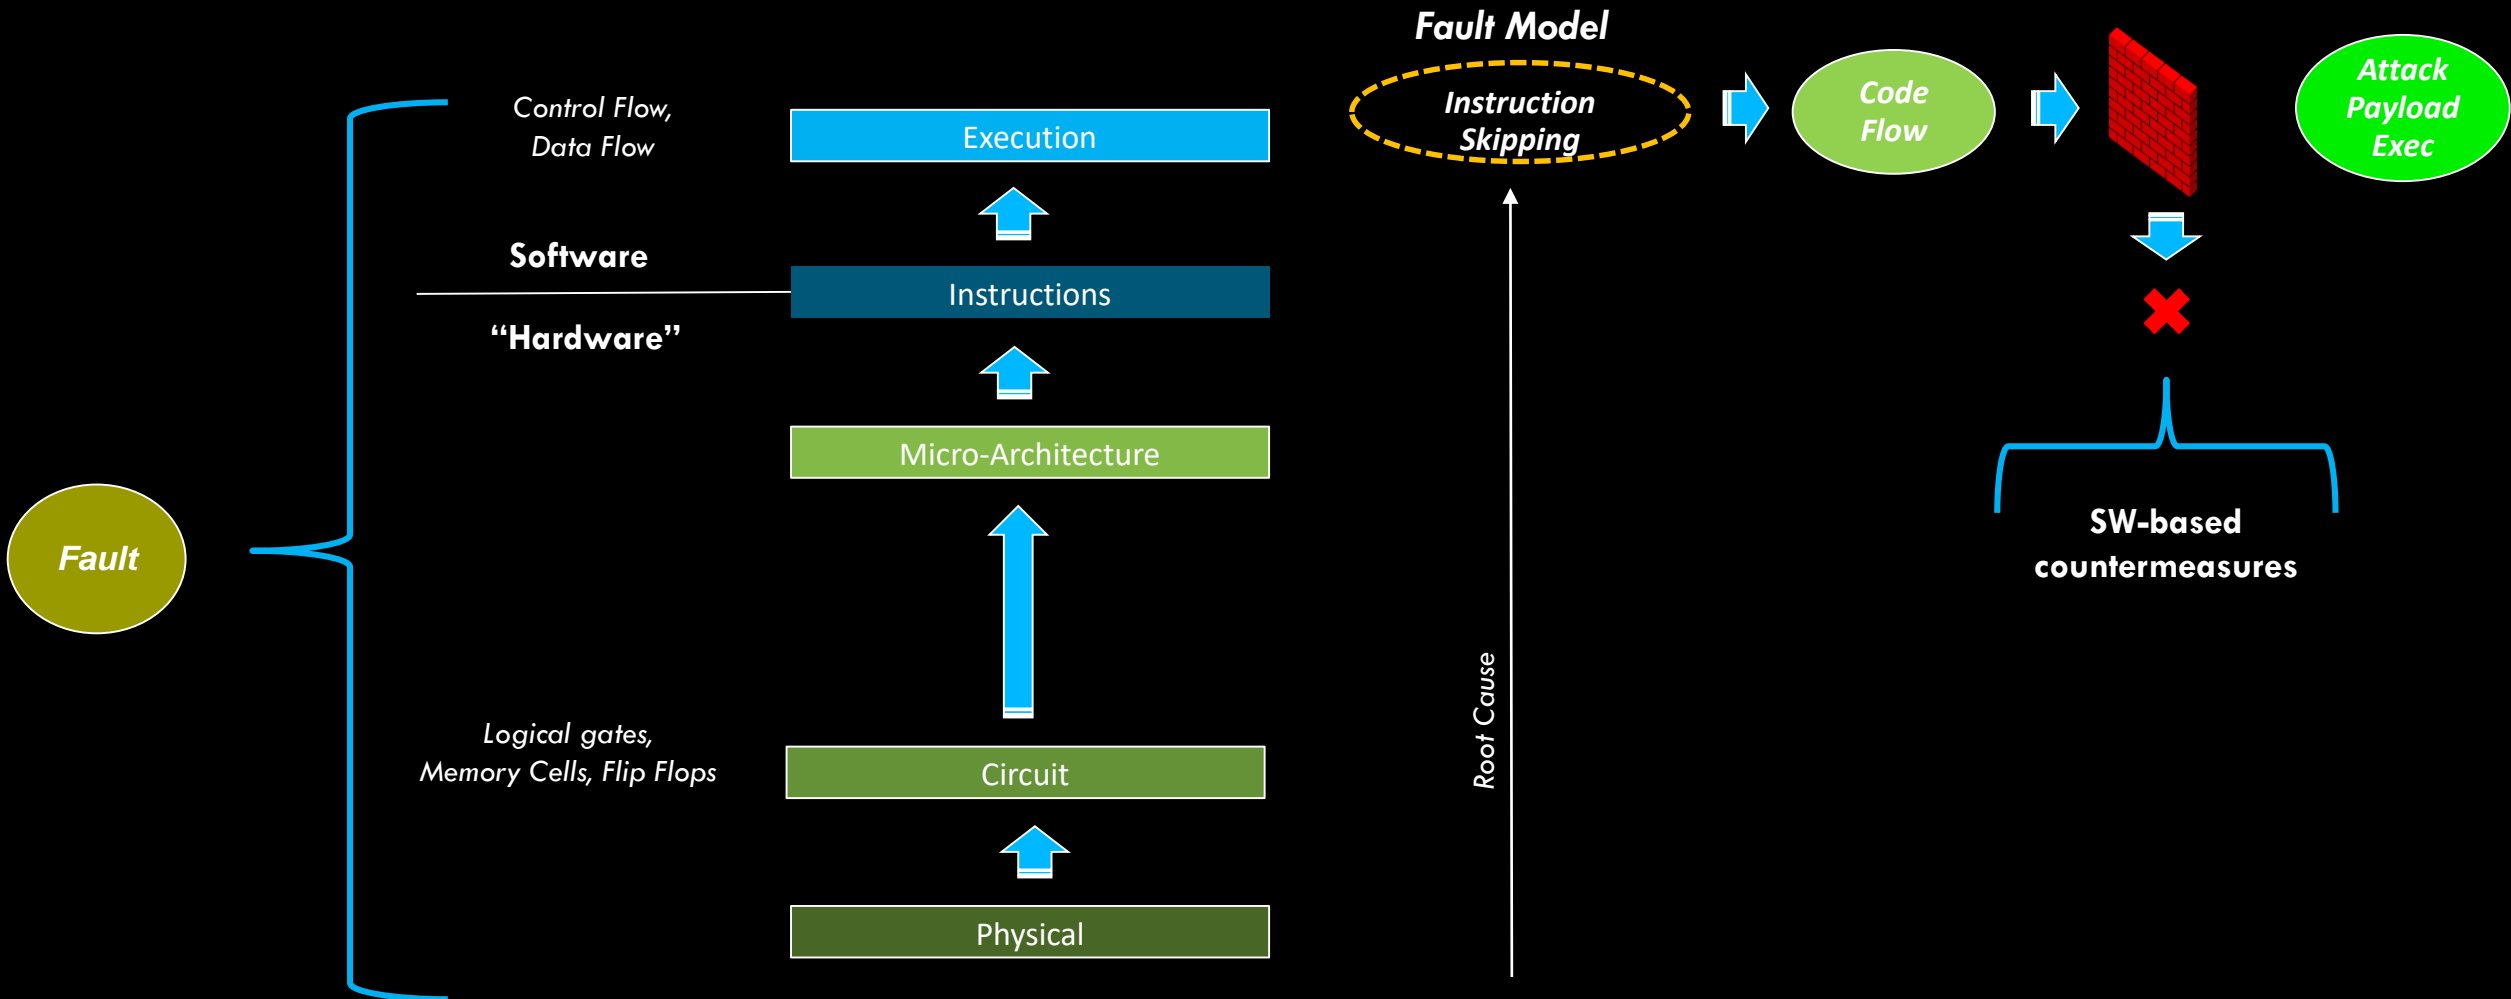 Fault Model
Control Flow,
Data Flow
Execution
Instruction
Skipping
Code
Flow
Attack
Payload
Exec
Software
Instructions
“Hardware”
Micro-Architecture
Fault
SW-based
countermeasures
Root Cause
Logical gates,
Memory Cells, Flip Flops
Circuit
Physical